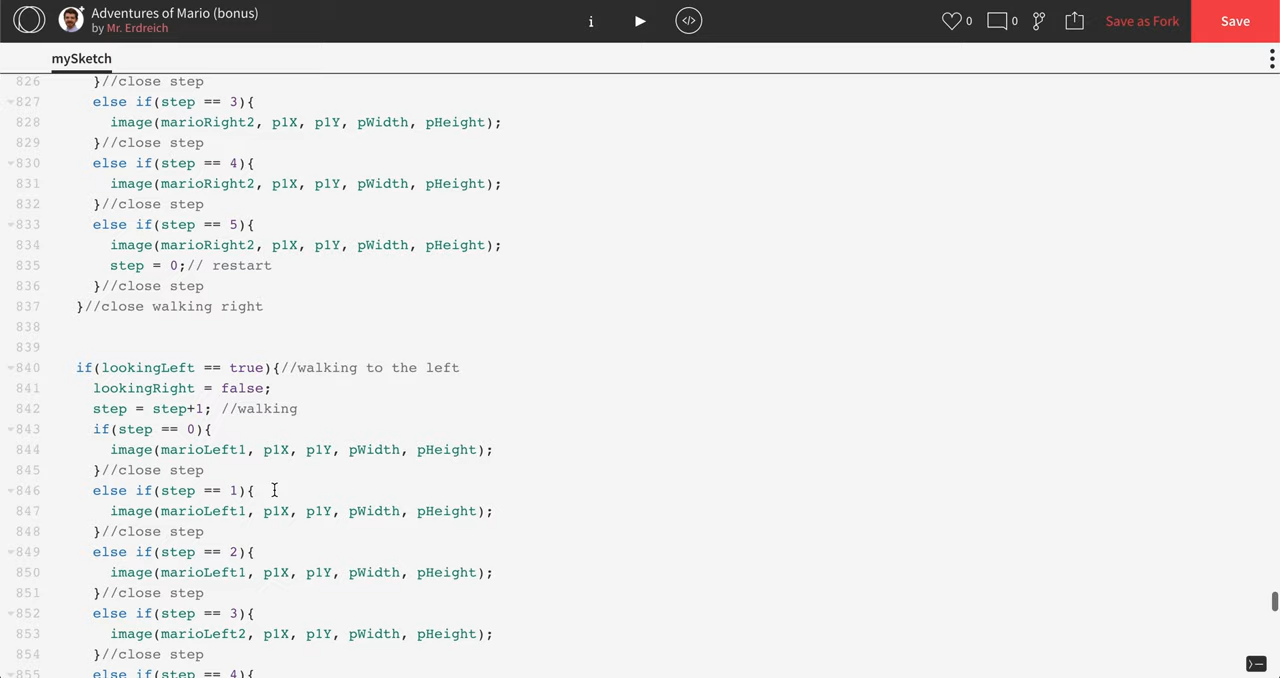 Adventures of Mario (bonus)
by Mr. Erdreich
i
</>
0
0
Save as Fork
Save
mySketch
826 }//close step
827 else if(step == 3){
828 image(marioRight2, p1X, p1Y, pWidth, pHeight);
829 }//close step
830 else if(step == 4){
831 image(marioRight2, p1X, p1Y, pWidth, pHeight);
832 }//close step
833 else if(step == 5){
834 image(marioRight2, p1X, p1Y, pWidth, pHeight);
835 step = 0;// restart
836 }//close step
837 }//close walking right
838
839
840 if(lookingLeft == true){//walking to the left
841 lookingRight = false;
842 step = step+1; //walking
843 if(step == 0){
844 image(marioLeft1, p1X, p1Y, pWidth, pHeight);
845 }//close step
846 else if(step == 1){
847 image(marioLeft1, p1X, p1Y, pWidth, pHeight);
848 }//close step
849 else if(step == 2){
850 image(marioLeft1, p1X, p1Y, pWidth, pHeight);
851 }//close step
852 else if(step == 3){
853 image(marioLeft2, p1X, p1Y, pWidth, pHeight);
854 }//close step
855 else if(step == 4){